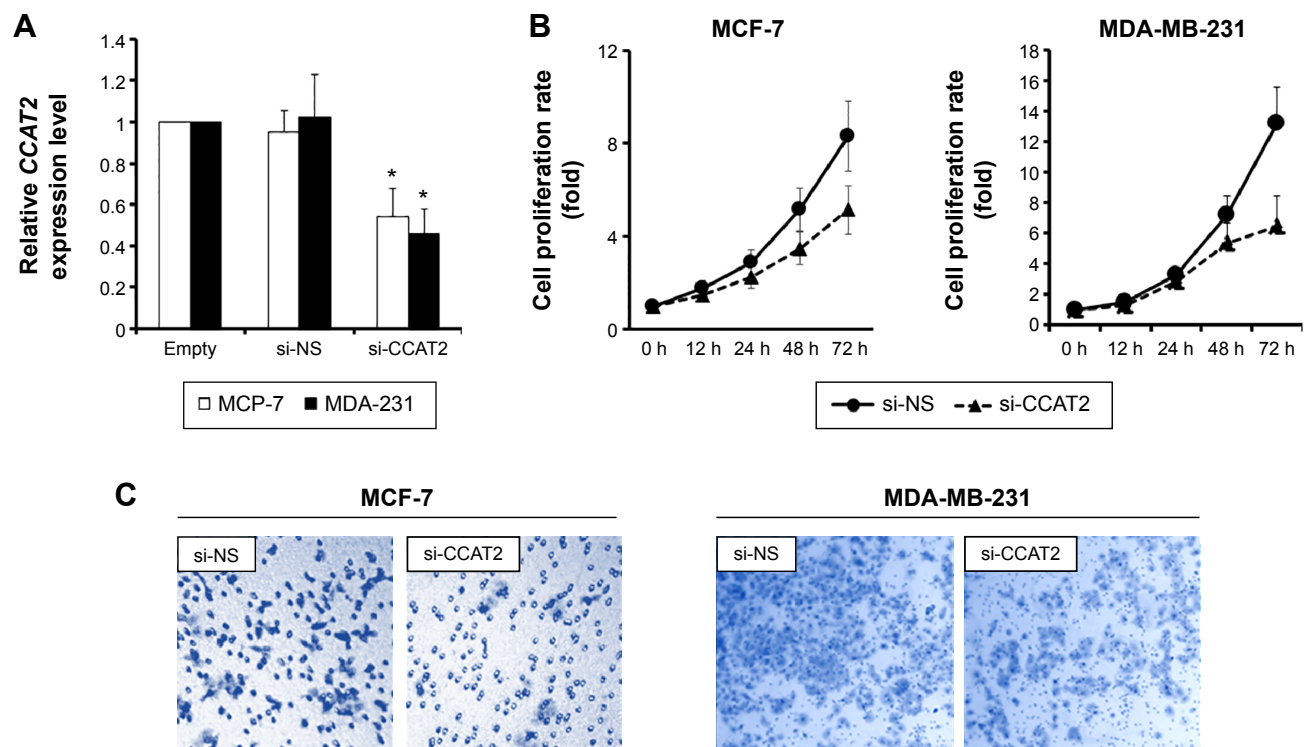 A
Relative CCAT2
expression level
1.4
1.2
1
0.8
0.6
0.4
0.2
0
*
*
Empty
si-NS
si-CCAT2
MCP-7
MDA-231
B
MCF-7
Cell proliferation rate
(fold)
12
8
4
0
0 h
12 h
24 h
48 h
72 h
MDA-MB-231
Cell proliferation rate
(fold)
18
16
14
12
10
8
6
4
2
0
0 h
12 h
24 h
48 h
72 h
si-NS
si-CCAT2
C
MCF-7
si-NS
si-CCAT2
MDA-MB-231
si-NS
si-CCAT2